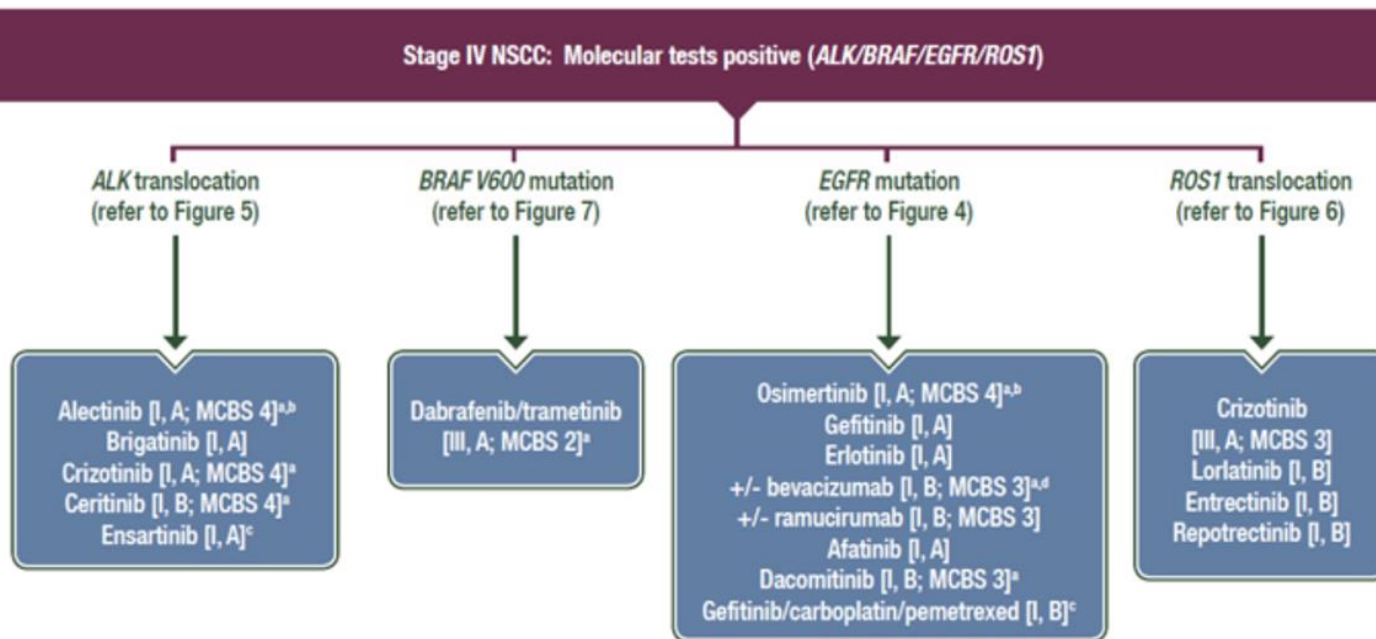 Stage IV NSCC: Molecular tests positive (ALK/BRAF/EGFR/ROS1)
ALK translocation
(refer to Figure 5)
BRAF V600 mutation
(refer to Figure 7)
EGFR mutation
(refer to Figure 4)
ROS1 translocation
(refer to Figure 6)
Alectinib [I, A; MCBS 4]a,b
Brigatinib [I, A]
Crizotinib [I, A; MCBS 4]a
Ceritinib [I, B; MCBS 4]a
Ensartinib [I, A]c
Dabrafenib/trametinib
[III, A; MCBS 2]a
Osimertinib [I, A; MCBS 4]a,b
Gefitinib [I, A]
Erlotinib [I, A]
+/- bevacizumab [I, B; MCBS 3]a,d
+/- ramucirumab [I, B; MCBS 3]
Afatinib [I, A]
Dacomitinib [I, B; MCBS 3]a
Gefitinib/carboplatin/pemetrexed [I, B]c
Crizotinib
[III, A; MCBS 3]
Lorlatinib [I, B]
Entrectinib [I, B]
Repotrectinib [I, B]